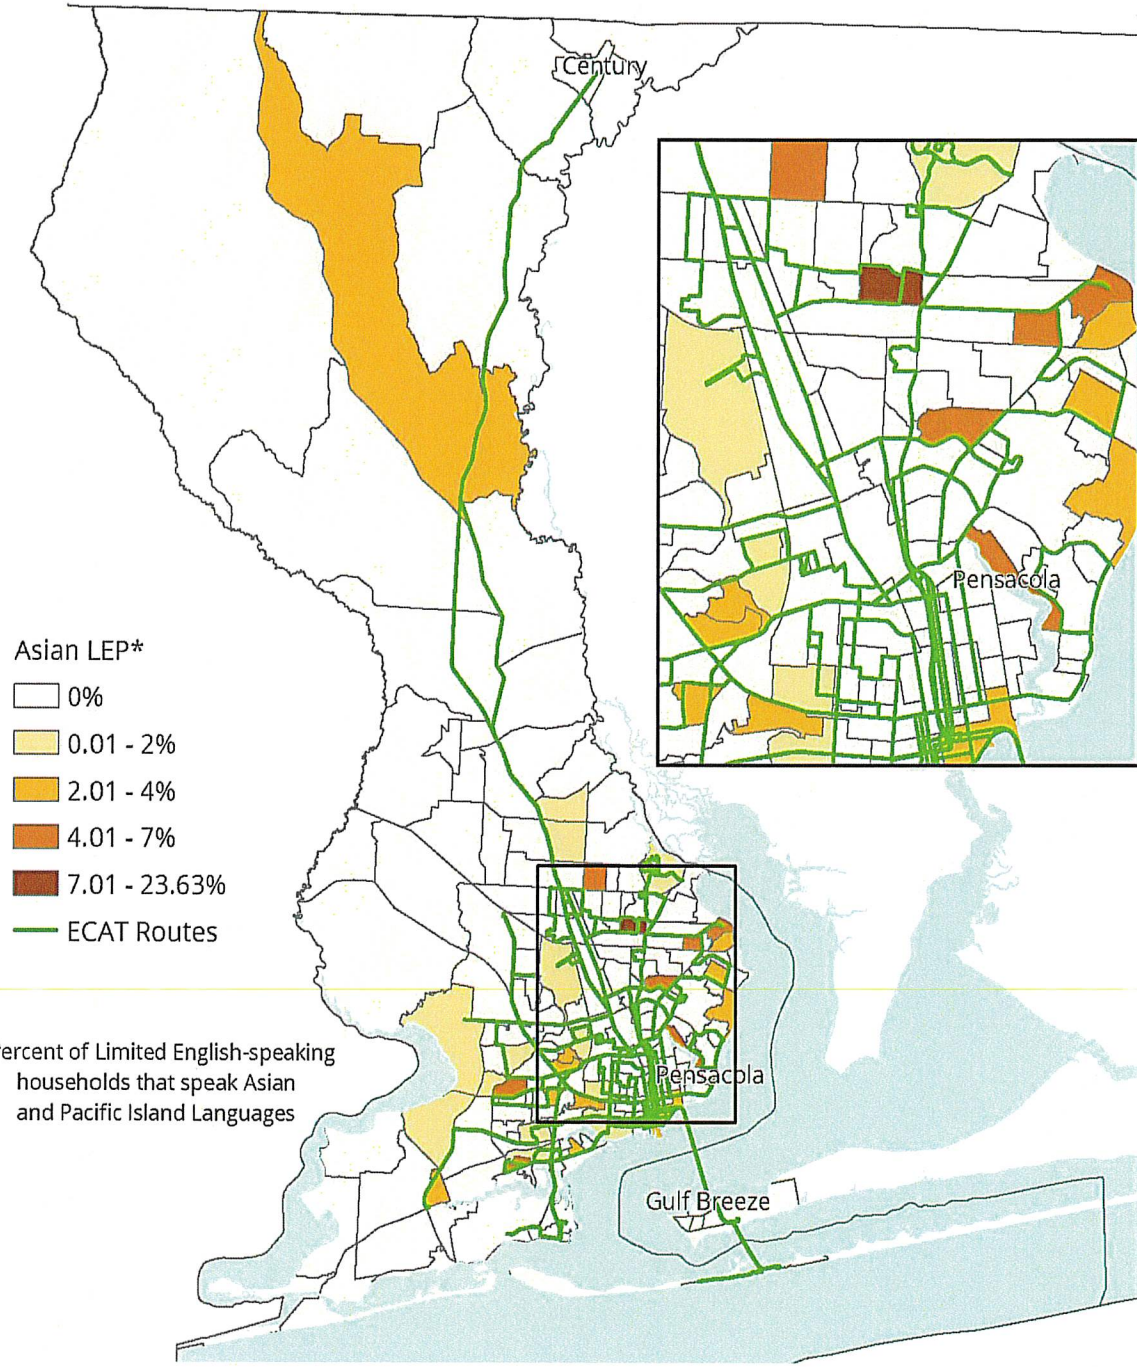 Century
Pensacola
Asian LEP*
0%
0.01 - 2%
2.01 - 4%
4.01 - 7%
7.01 - 23.63%
ECAT Routes
of Limited English-speaking
households that speak Asian
and Pacific Island Languages
Pensacola
Gulf Breeze